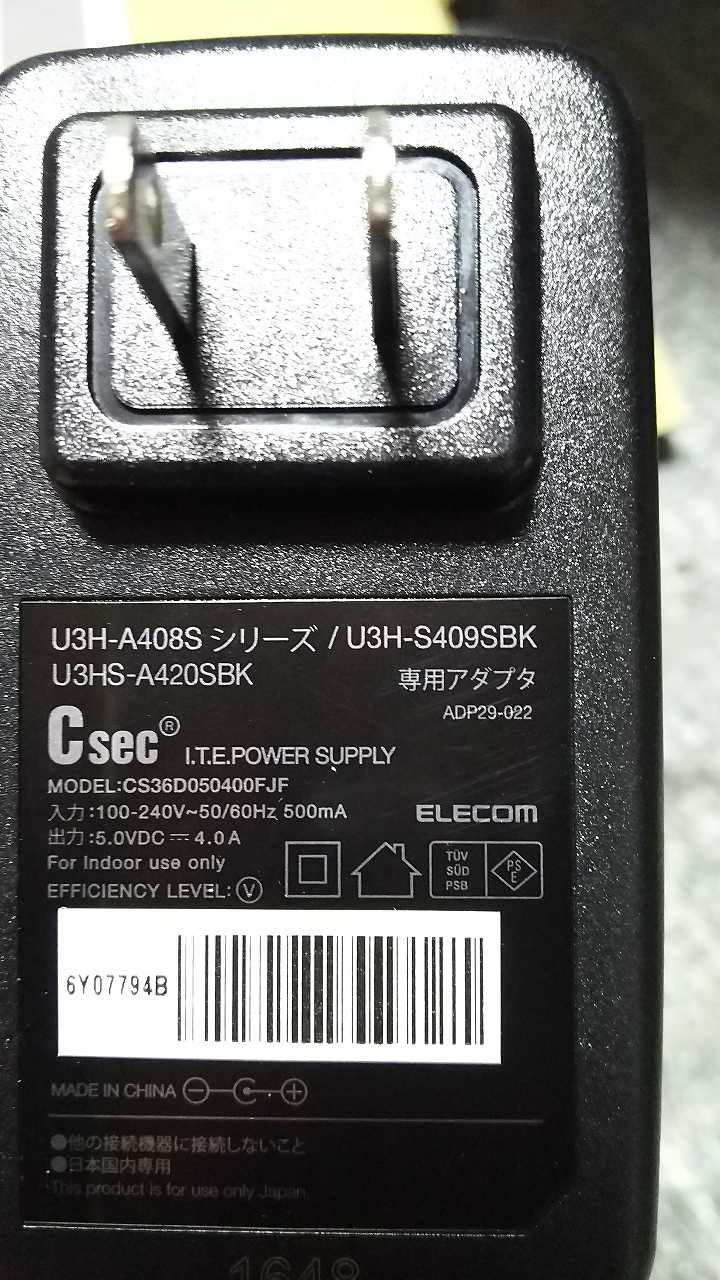 U3H-A408S シリーズ / U3H-S409SBK
U3HS-A420SBK 専用アダプタ
ADP29-022
Csec® I.T.E.POWER SUPPLY
MODEL:CS36D050400FJF
入力:100-240V~50/60Hz 500mA
ELECOM
出力:5.0VDC ⎓ 4.0A
For Indoor use only
TÜV
SÜD
PSB
PS
E
EFFICIENCY LEVEL: Ⓥ
6Y07794B
MADE IN CHINA
●他の接続機器に接続しないこと
●日本国内専用
This product is for use only Japan.
1648